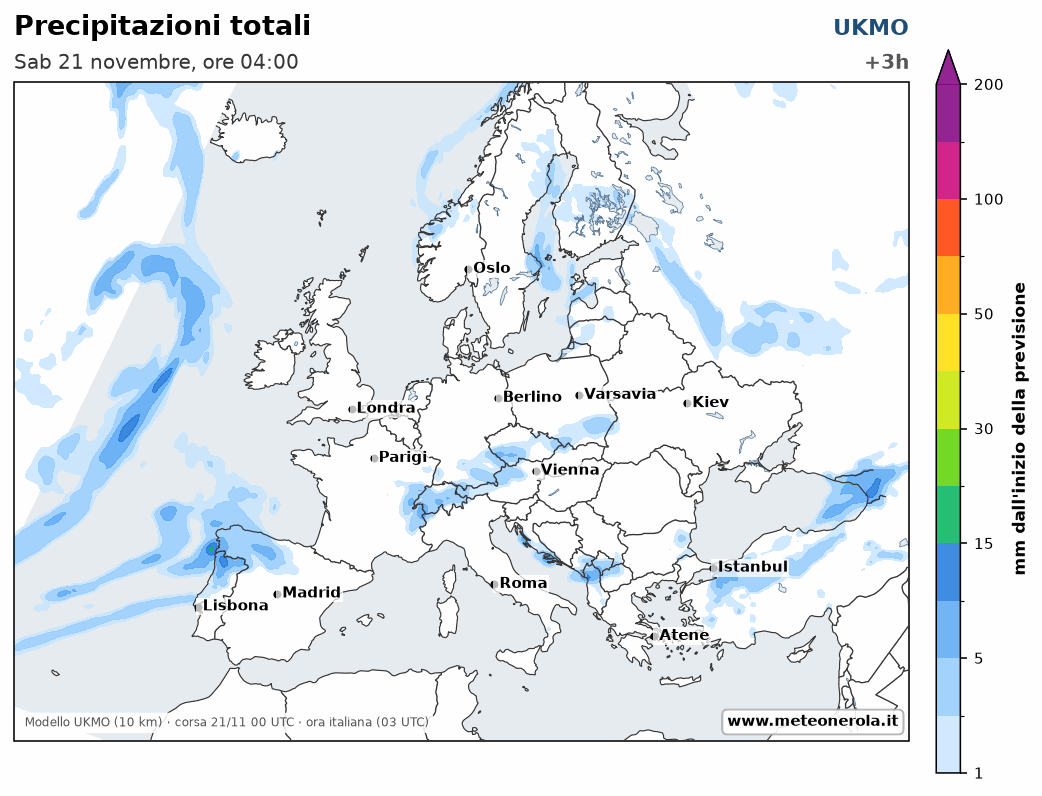 Precipitazioni totali
UKMO
Sab 21 novembre, ore 04:00
+3h
200
100
50
30
15
5
1
mm dall'inizio della previsione
Oslo
Berlino
Varsavia
Kiev
Londra
Parigi
Vienna
Istanbul
Roma
Madrid
Lisbona
Atene
Modello UKMO (10 km) · corsa 21/11 00 UTC · ora italiana (03 UTC)
www.meteonerola.it